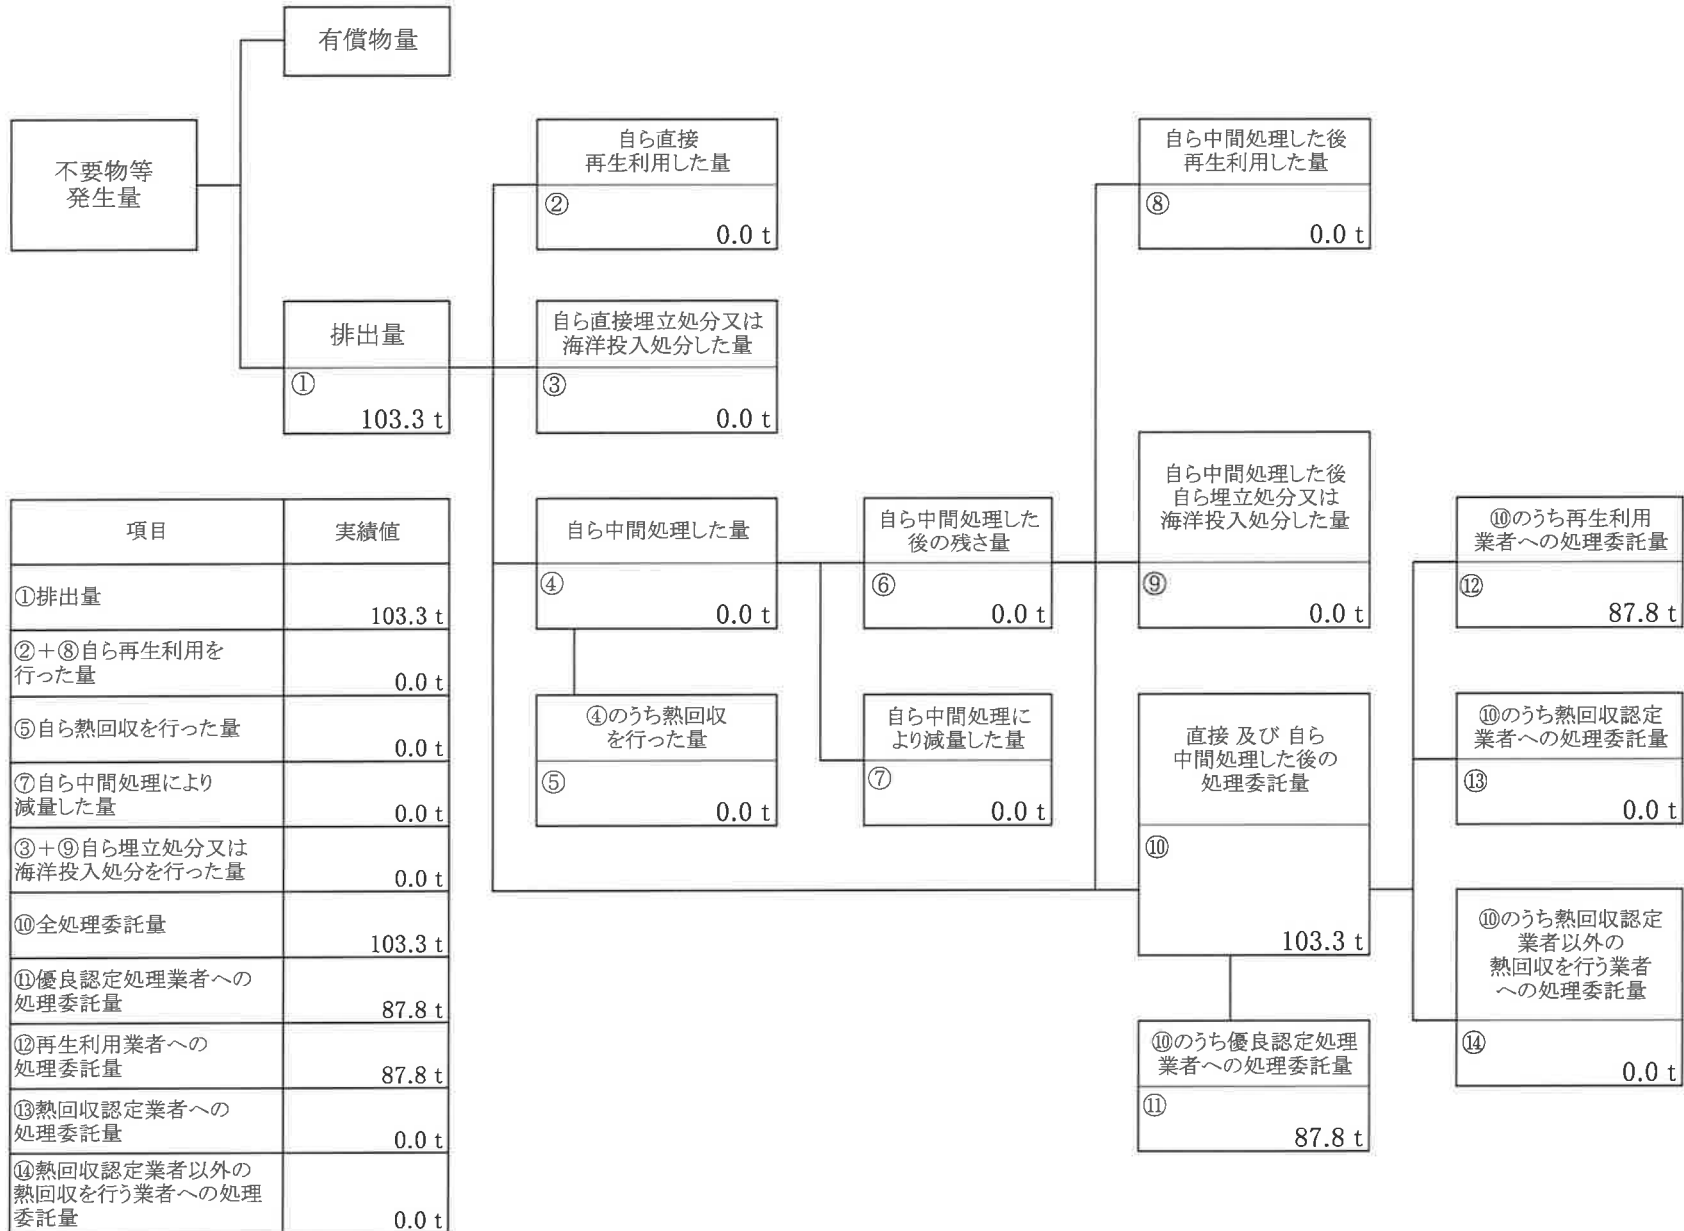 有償物量
不要物等
発生量
排出量
①
103.3 t
自ら直接
再生利用した量
②
0.0 t
自ら直接埋立処分又は
海洋投入処分した量
③
0.0 t
自ら中間処理した量
④
0.0 t
④のうち熱回収
を行った量
⑤
0.0 t
自ら中間処理した
後の残さ量
⑥
0.0 t
自ら中間処理に
より減量した量
⑦
0.0 t
自ら中間処理した後
再生利用した量
⑧
0.0 t
自ら中間処理した後
自ら埋立処分又は
海洋投入処分した量
⑨
0.0 t
直接 及び 自ら
中間処理した後の
処理委託量
⑩
103.3 t
⑩のうち優良認定処理
業者への処理委託量
⑪
87.8 t
⑩のうち再生利用
業者への処理委託量
⑫
87.8 t
⑩のうち熱回収認定
業者への処理委託量
⑬
0.0 t
⑩のうち熱回収認定
業者以外の
熱回収を行う業者
への処理委託量
⑭
0.0 t
項目 実績値
①排出量
103.3 t
②＋⑧自ら再生利用を
行った量
0.0 t
⑤自ら熱回収を行った量
0.0 t
⑦自ら中間処理により
減量した量
0.0 t
③＋⑨自ら埋立処分又は
海洋投入処分を行った量
0.0 t
⑩全処理委託量
103.3 t
⑪優良認定処理業者への
処理委託量
87.8 t
⑫再生利用業者への
処理委託量
87.8 t
⑬熱回収認定業者への
処理委託量
0.0 t
⑭熱回収認定業者以外の
熱回収を行う業者への処理
委託量
0.0 t